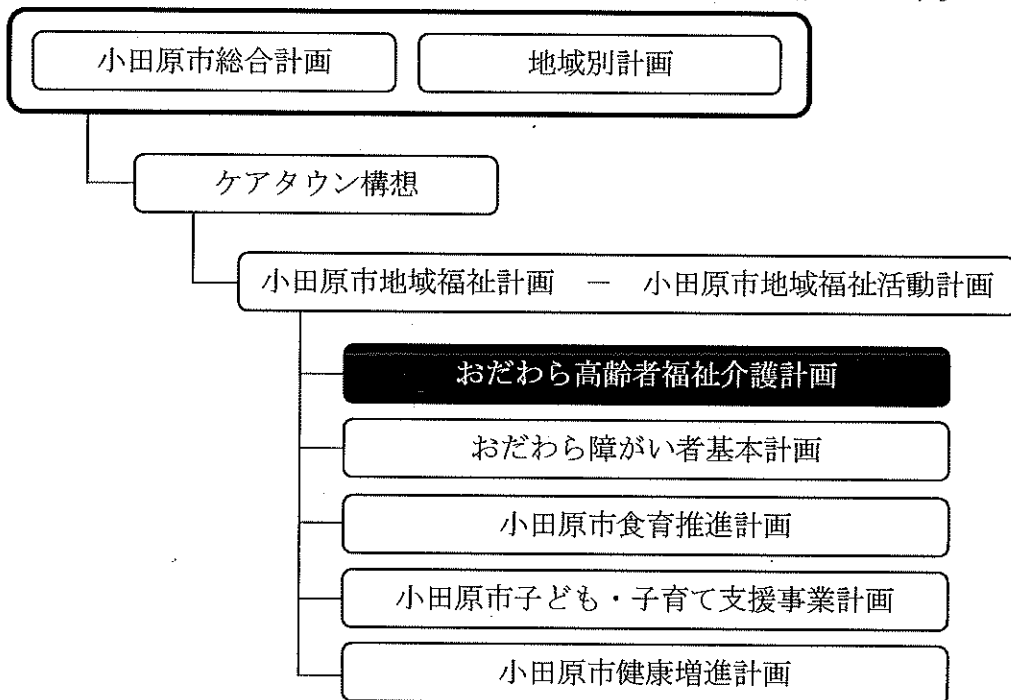 小田原市総合計画
地域別計画
ケアタウン構想
小田原市地域福祉計画 － 小田原市地域福祉活動計画
おだわら高齢者福祉介護計画
おだわら障がい者基本計画
小田原市食育推進計画
小田原市子ども・子育て支援事業計画
小田原市健康増進計画